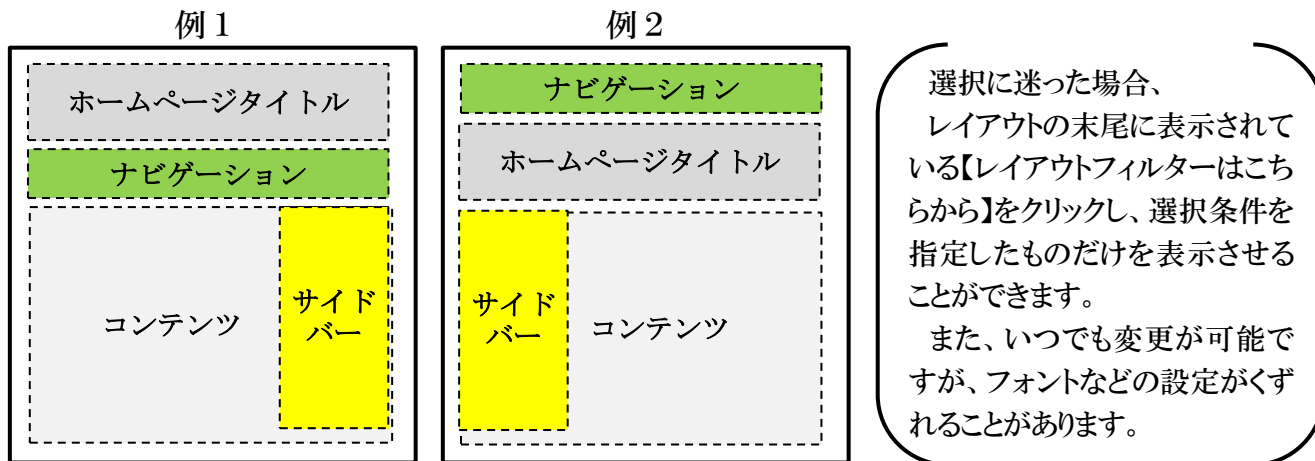 例１
ホームページタイトル
ナビゲーション
コンテンツ
サイド
バー
例２
ナビゲーション
ホームページタイトル
サイド
バー
コンテンツ
選択に迷った場合、
レイアウトの末尾に表示されて
いる【レイアウトフィルターはこち
らから】をクリックし、選択条件を
指定したものだけを表示させる
ことができます。
また、いつでも変更が可能で
すが、フォントなどの設定がくず
れることがあります。